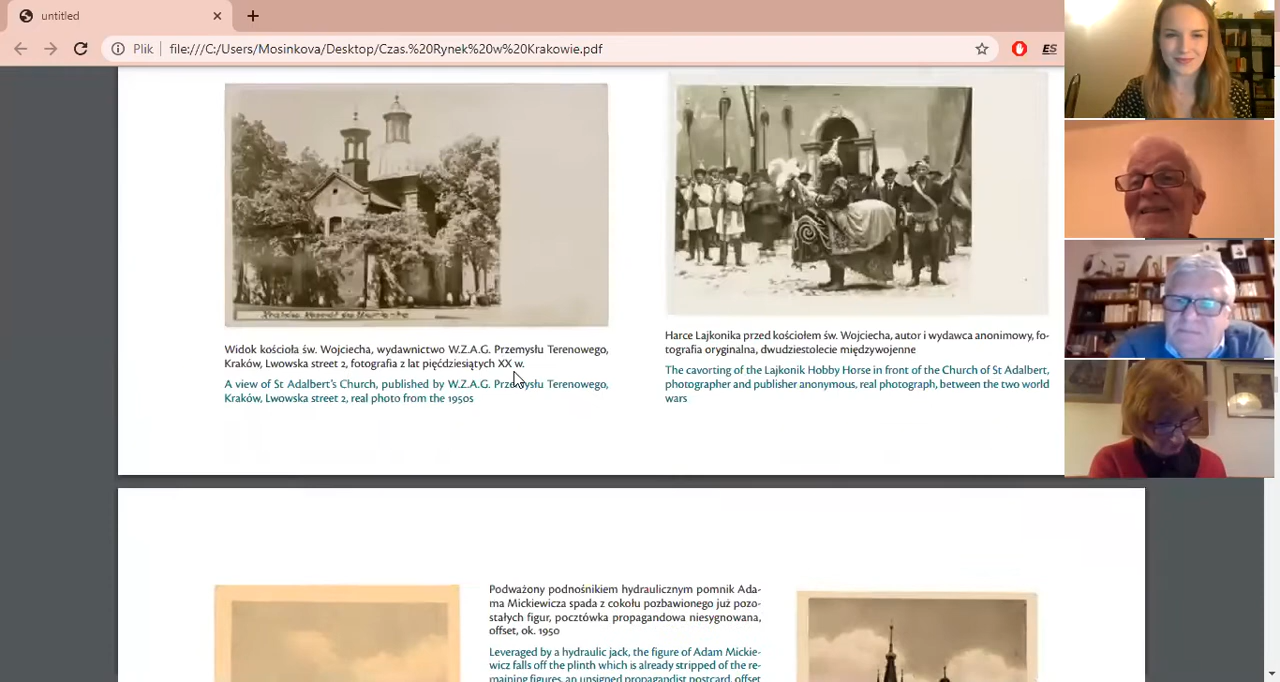 untitled
Plik
file:///C:/Users/Mosinkova/Desktop/Czas.%20Rynek%20w%20Krakowie.pdf
ES
Widok kościoła św. Wojciecha, wydawnictwo W.Z.A.G. Przemysłu Terenowego,
Kraków, Lwowska street 2, fotografia z lat pięćdziesiątych XX w.
A view of St Adalbert's Church, published by W.Z.A.G. Przemysłu Terenowego,
Kraków, Lwowska street 2, real photo from the 1950s
Harce Lajkonika przed kościołem św. Wojciecha, autor i wydawca anonimowy, fo-
tografia oryginalna, dwudziestolecie międzywojenne
The cavorting of the Lajkonik Hobby Horse in front of the Church of St Adalbert,
photographer and publisher anonymous, real photograph, between the two world
wars
Podważony podnośnikiem hydraulicznym pomnik Ada-
ma Mickiewicza spada z cokołu pozbawionego już pozo-
stałych figur, pocztówka propagandowa niesygnowana,
offset, ok. 1950
Leveraged by a hydraulic jack, the figure of Adam Mickie-
wicz falls off the plinth which is already stripped of the re-
maining figures, an unsigned propagandist postcard, offset